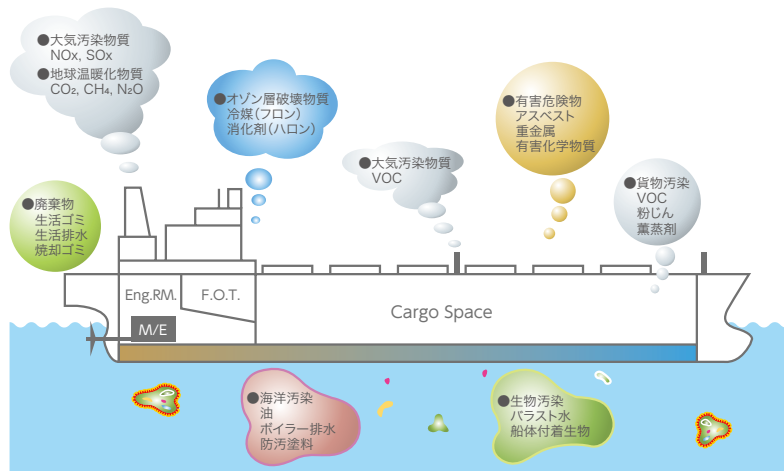 ●大気汚染物質
NOx, SOx
●地球温暖化物質
CO₂, CH₄, N₂O
●オゾン層破壊物質
冷媒(フロン)
消化剤(ハロン)
●大気汚染物質
VOC
●有害危険物
アスベスト
重金属
有害化学物質
●貨物汚染
VOC
粉じん
薫蒸剤
●廃棄物
生活ゴミ
生活排水
焼却ゴミ
Eng.RM.
F.O.T.
M/E
Cargo Space
●海洋汚染
油
ボイラー排水
防汚塗料
●生物汚染
バラスト水
船体付着生物